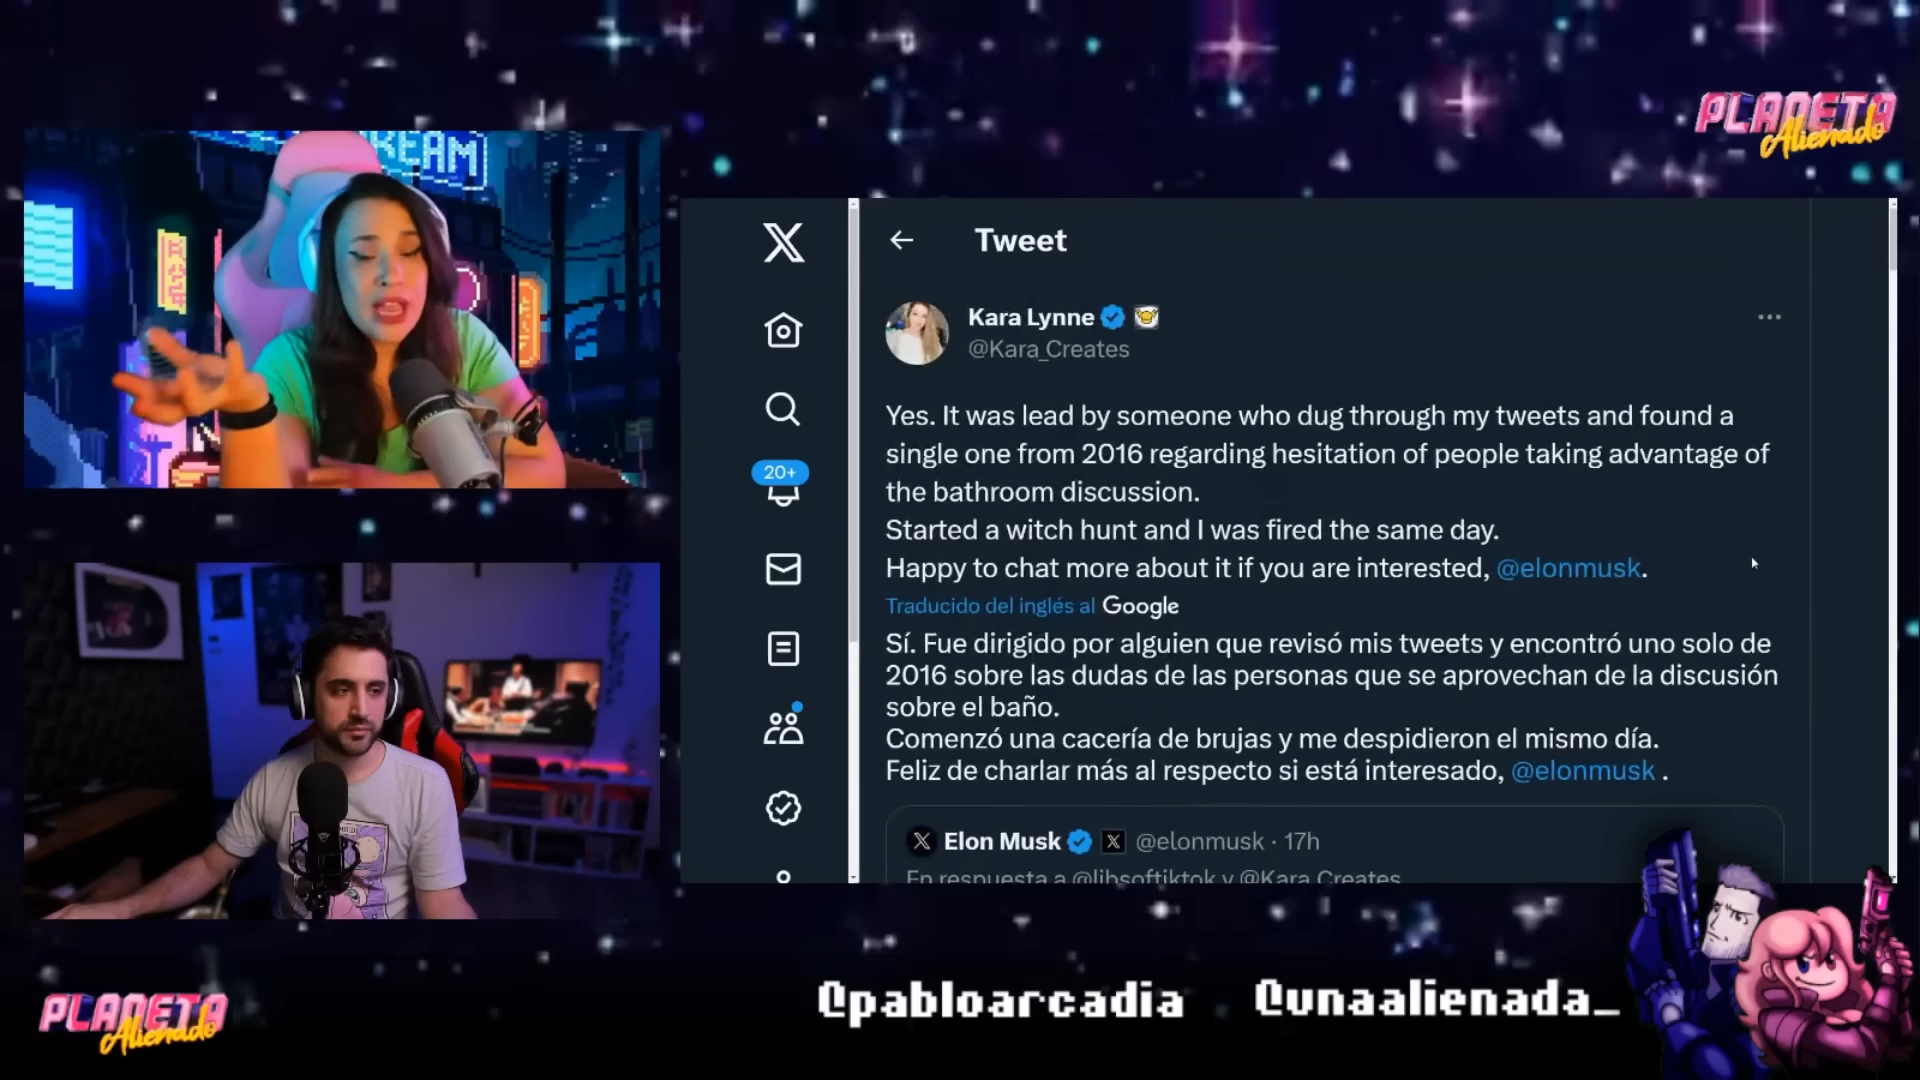 PLANETA
Alienado
REAM
Tweet
Kara Lynne
@Kara_Creates
Yes. It was lead by someone who dug through my tweets and found a
single one from 2016 regarding hesitation of people taking advantage of
the bathroom discussion.
Started a witch hunt and I was fired the same day.
Happy to chat more about it if you are interested, @elonmusk.
Traducido del inglés al Google
Sí. Fue dirigido por alguien que revisó mis tweets y encontró uno solo de
2016 sobre las dudas de las personas que se aprovechan de la discusión
sobre el baño.
Comenzó una cacería de brujas y me despidieron el mismo día.
Feliz de charlar más al respecto si está interesado, @elonmusk .
Elon Musk @elonmusk · 17h
En respuesta a @libsoftiktok y @Kara_Creates
20+
@pabloarcadia @unaalienada_
PLANETA
Alienado